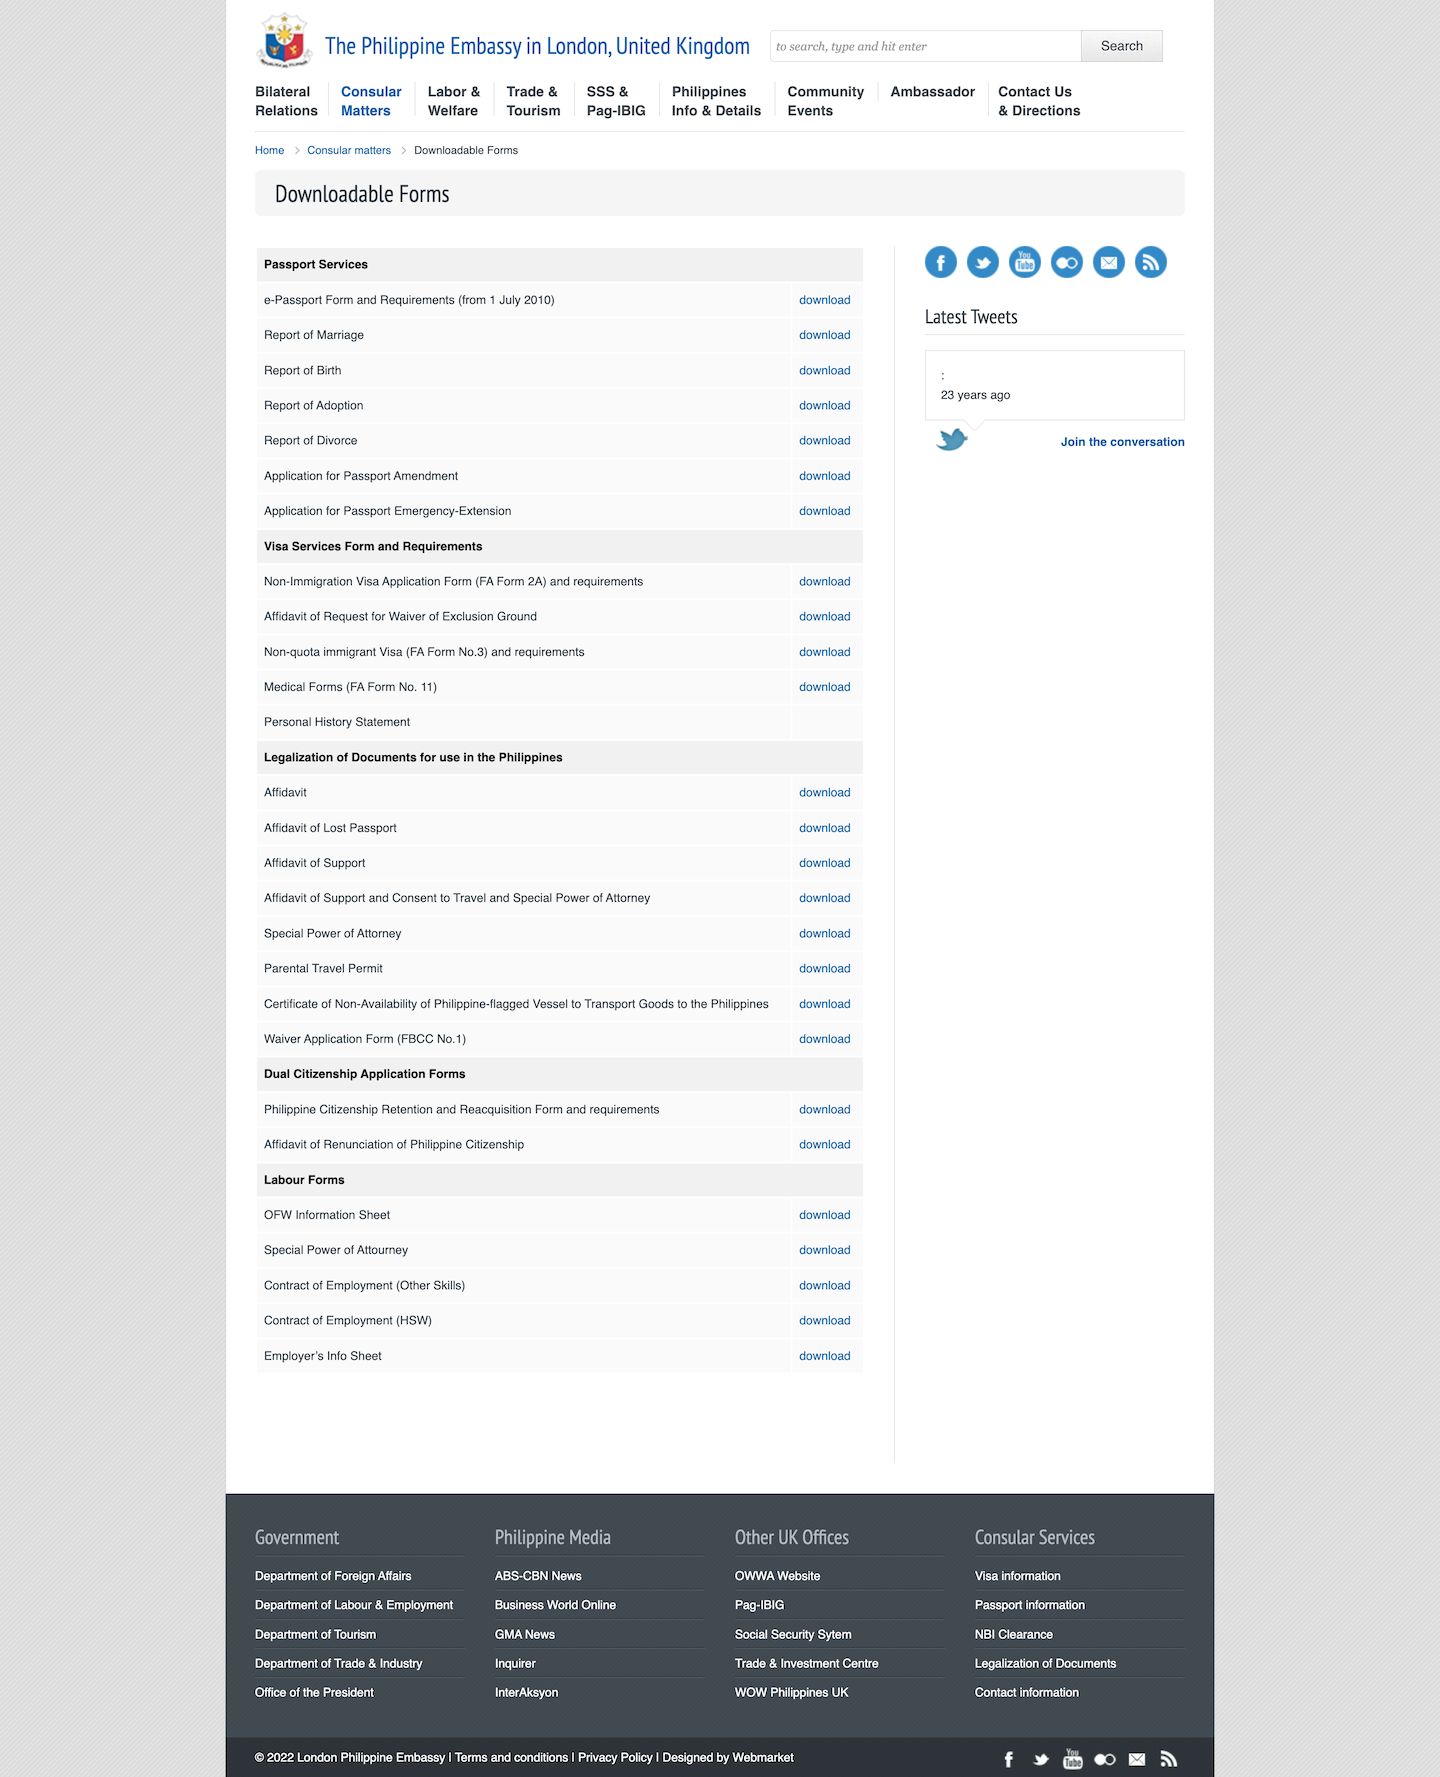 The Philippine Embassy in London, United Kingdom
to search, type and hit enter
Search
Bilateral
Relations
Consular
Matters
Labor &
Welfare
Trade &
Tourism
SSS &
Pag-IBIG
Philippines
Info & Details
Community
Events
Ambassador
Contact Us
& Directions
Home > Consular matters > Downloadable Forms
Downloadable Forms
Passport Services
e-Passport Form and Requirements (from 1 July 2010) download
Report of Marriage download
Report of Birth download
Report of Adoption download
Report of Divorce download
Application for Passport Amendment download
Application for Passport Emergency-Extension download
Visa Services Form and Requirements
Non-Immigration Visa Application Form (FA Form 2A) and requirements download
Affidavit of Request for Waiver of Exclusion Ground download
Non-quota immigrant Visa (FA Form No.3) and requirements download
Medical Forms (FA Form No. 11) download
Personal History Statement
Legalization of Documents for use in the Philippines
Affidavit download
Affidavit of Lost Passport download
Affidavit of Support download
Affidavit of Support and Consent to Travel and Special Power of Attorney download
Special Power of Attorney download
Parental Travel Permit download
Certificate of Non-Availability of Philippine-flagged Vessel to Transport Goods to the Philippines download
Waiver Application Form (FBCC No.1) download
Dual Citizenship Application Forms
Philippine Citizenship Retention and Reacquisition Form and requirements download
Affidavit of Renunciation of Philippine Citizenship download
Labour Forms
OFW Information Sheet download
Special Power of Attourney download
Contract of Employment (Other Skills) download
Contract of Employment (HSW) download
Employer's Info Sheet download
You
Tube
Latest Tweets
:
23 years ago
Join the conversation
Government
Department of Foreign Affairs
Department of Labour & Employment
Department of Tourism
Department of Trade & Industry
Office of the President
Philippine Media
ABS-CBN News
Business World Online
GMA News
Inquirer
InterAksyon
Other UK Offices
OWWA Website
Pag-IBIG
Social Security Sytem
Trade & Investment Centre
WOW Philippines UK
Consular Services
Visa information
Passport information
NBI Clearance
Legalization of Documents
Contact information
© 2022 London Philippine Embassy | Terms and conditions | Privacy Policy | Designed by Webmarket
You
Tube